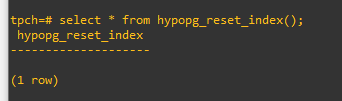 tpch=# select * from hypopg_reset_index();
 hypopg_reset_index
--------------------

(1 row)